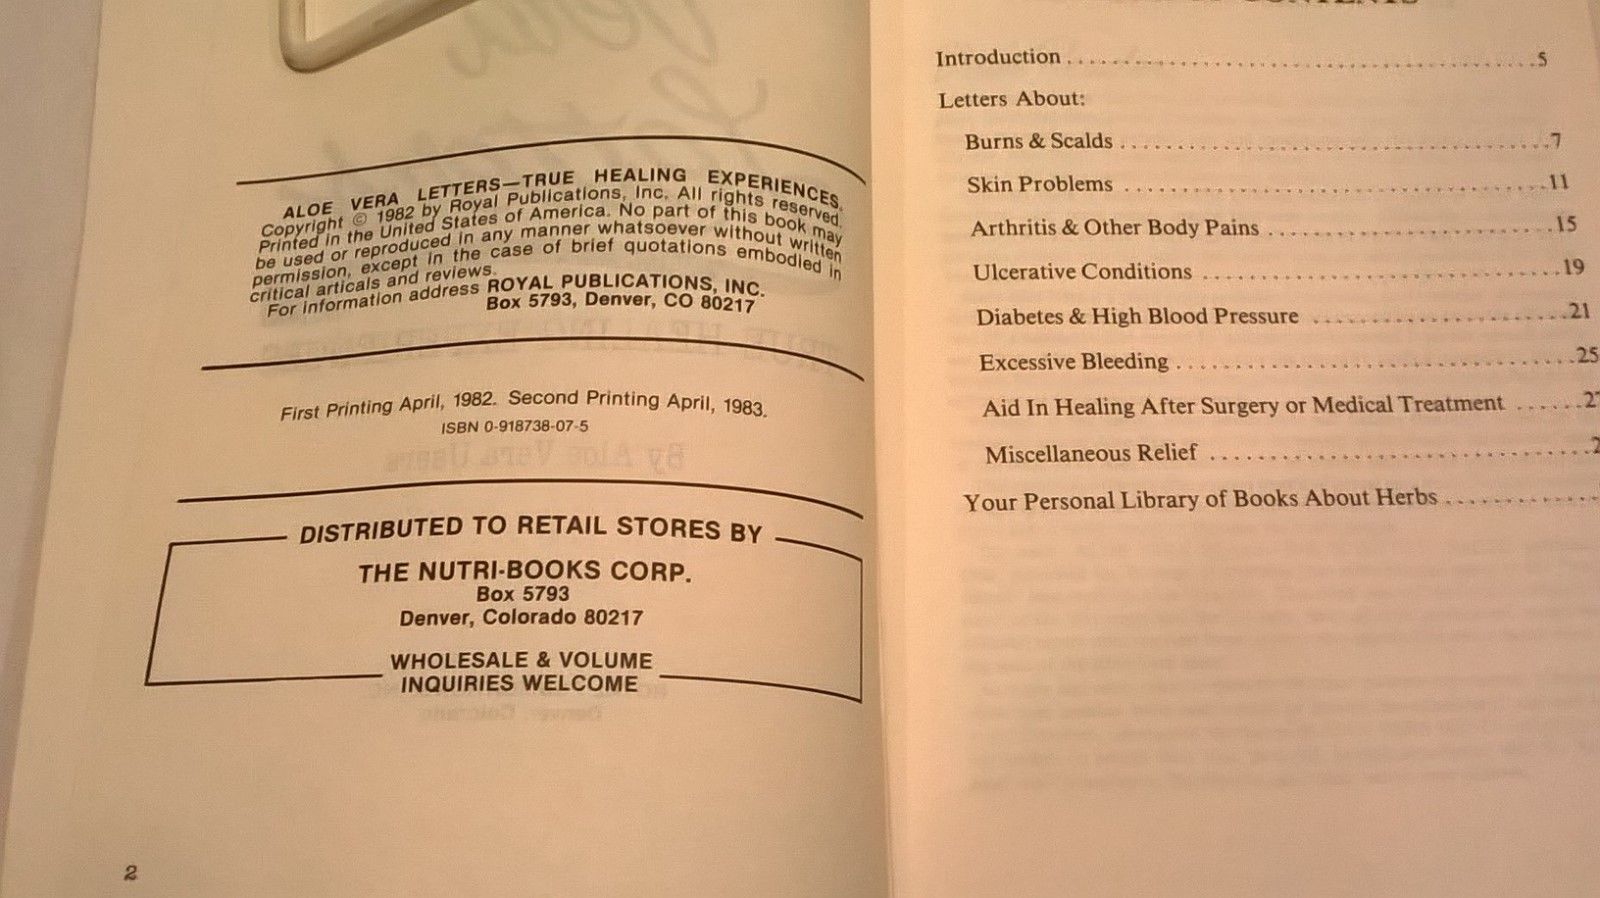 ALOE VERA LETTERS—TRUE HEALING EXPERIENCES.
Copyright © 1982 by Royal Publications, Inc. All rights reserved.
Printed in the United States of America. No part of this book may
be used or reproduced in any manner whatsoever without written
permission, except in the case of brief quotations embodied in
critical articals and reviews.
For information address ROYAL PUBLICATIONS, INC.
Box 5793, Denver, CO 80217
First Printing April, 1982. Second Printing April, 1983.
ISBN 0-918738-07-5
DISTRIBUTED TO RETAIL STORES BY
THE NUTRI-BOOKS CORP.
Box 5793
Denver, Colorado 80217
WHOLESALE & VOLUME
INQUIRIES WELCOME
2
CONTENTS
Introduction ..... 5
Letters About:
Burns & Scalds ..... 7
Skin Problems ..... 11
Arthritis & Other Body Pains ..... 15
Ulcerative Conditions ..... 19
Diabetes & High Blood Pressure ..... 21
Excessive Bleeding ..... 25
Aid In Healing After Surgery or Medical Treatment ..... 27
Miscellaneous Relief .....
Your Personal Library of Books About Herbs .....